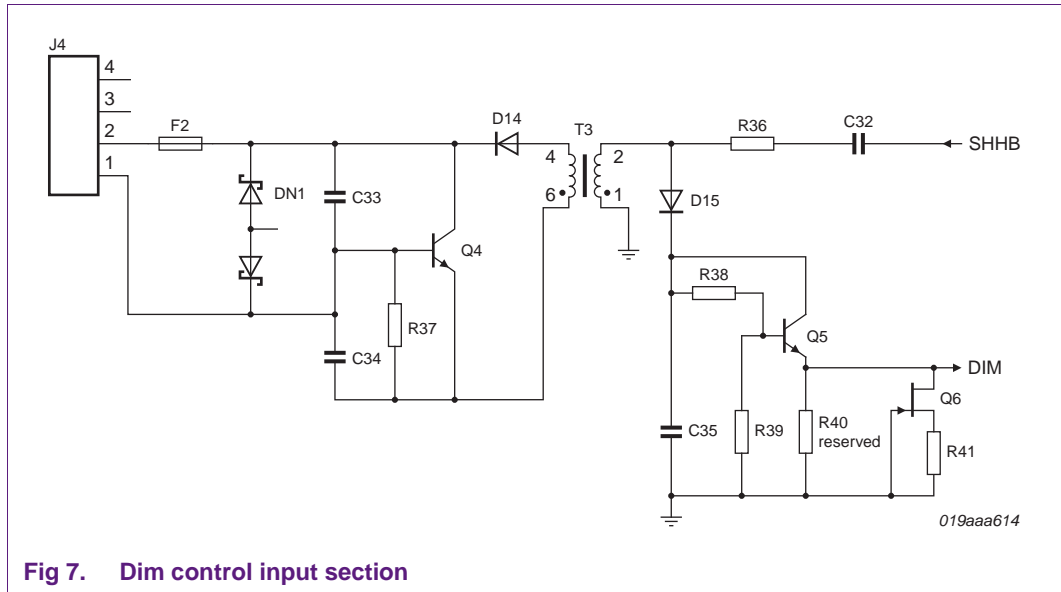 J4
4
3
2
1
F2
DN1
C33
C34
R37
Q4
D14
T3
4
6
2
1
R36
C32
SHHB
D15
R38
Q5
DIM
Q6
C35
R39
R40
reserved
R41
019aaa614
Fig 7. Dim control input section